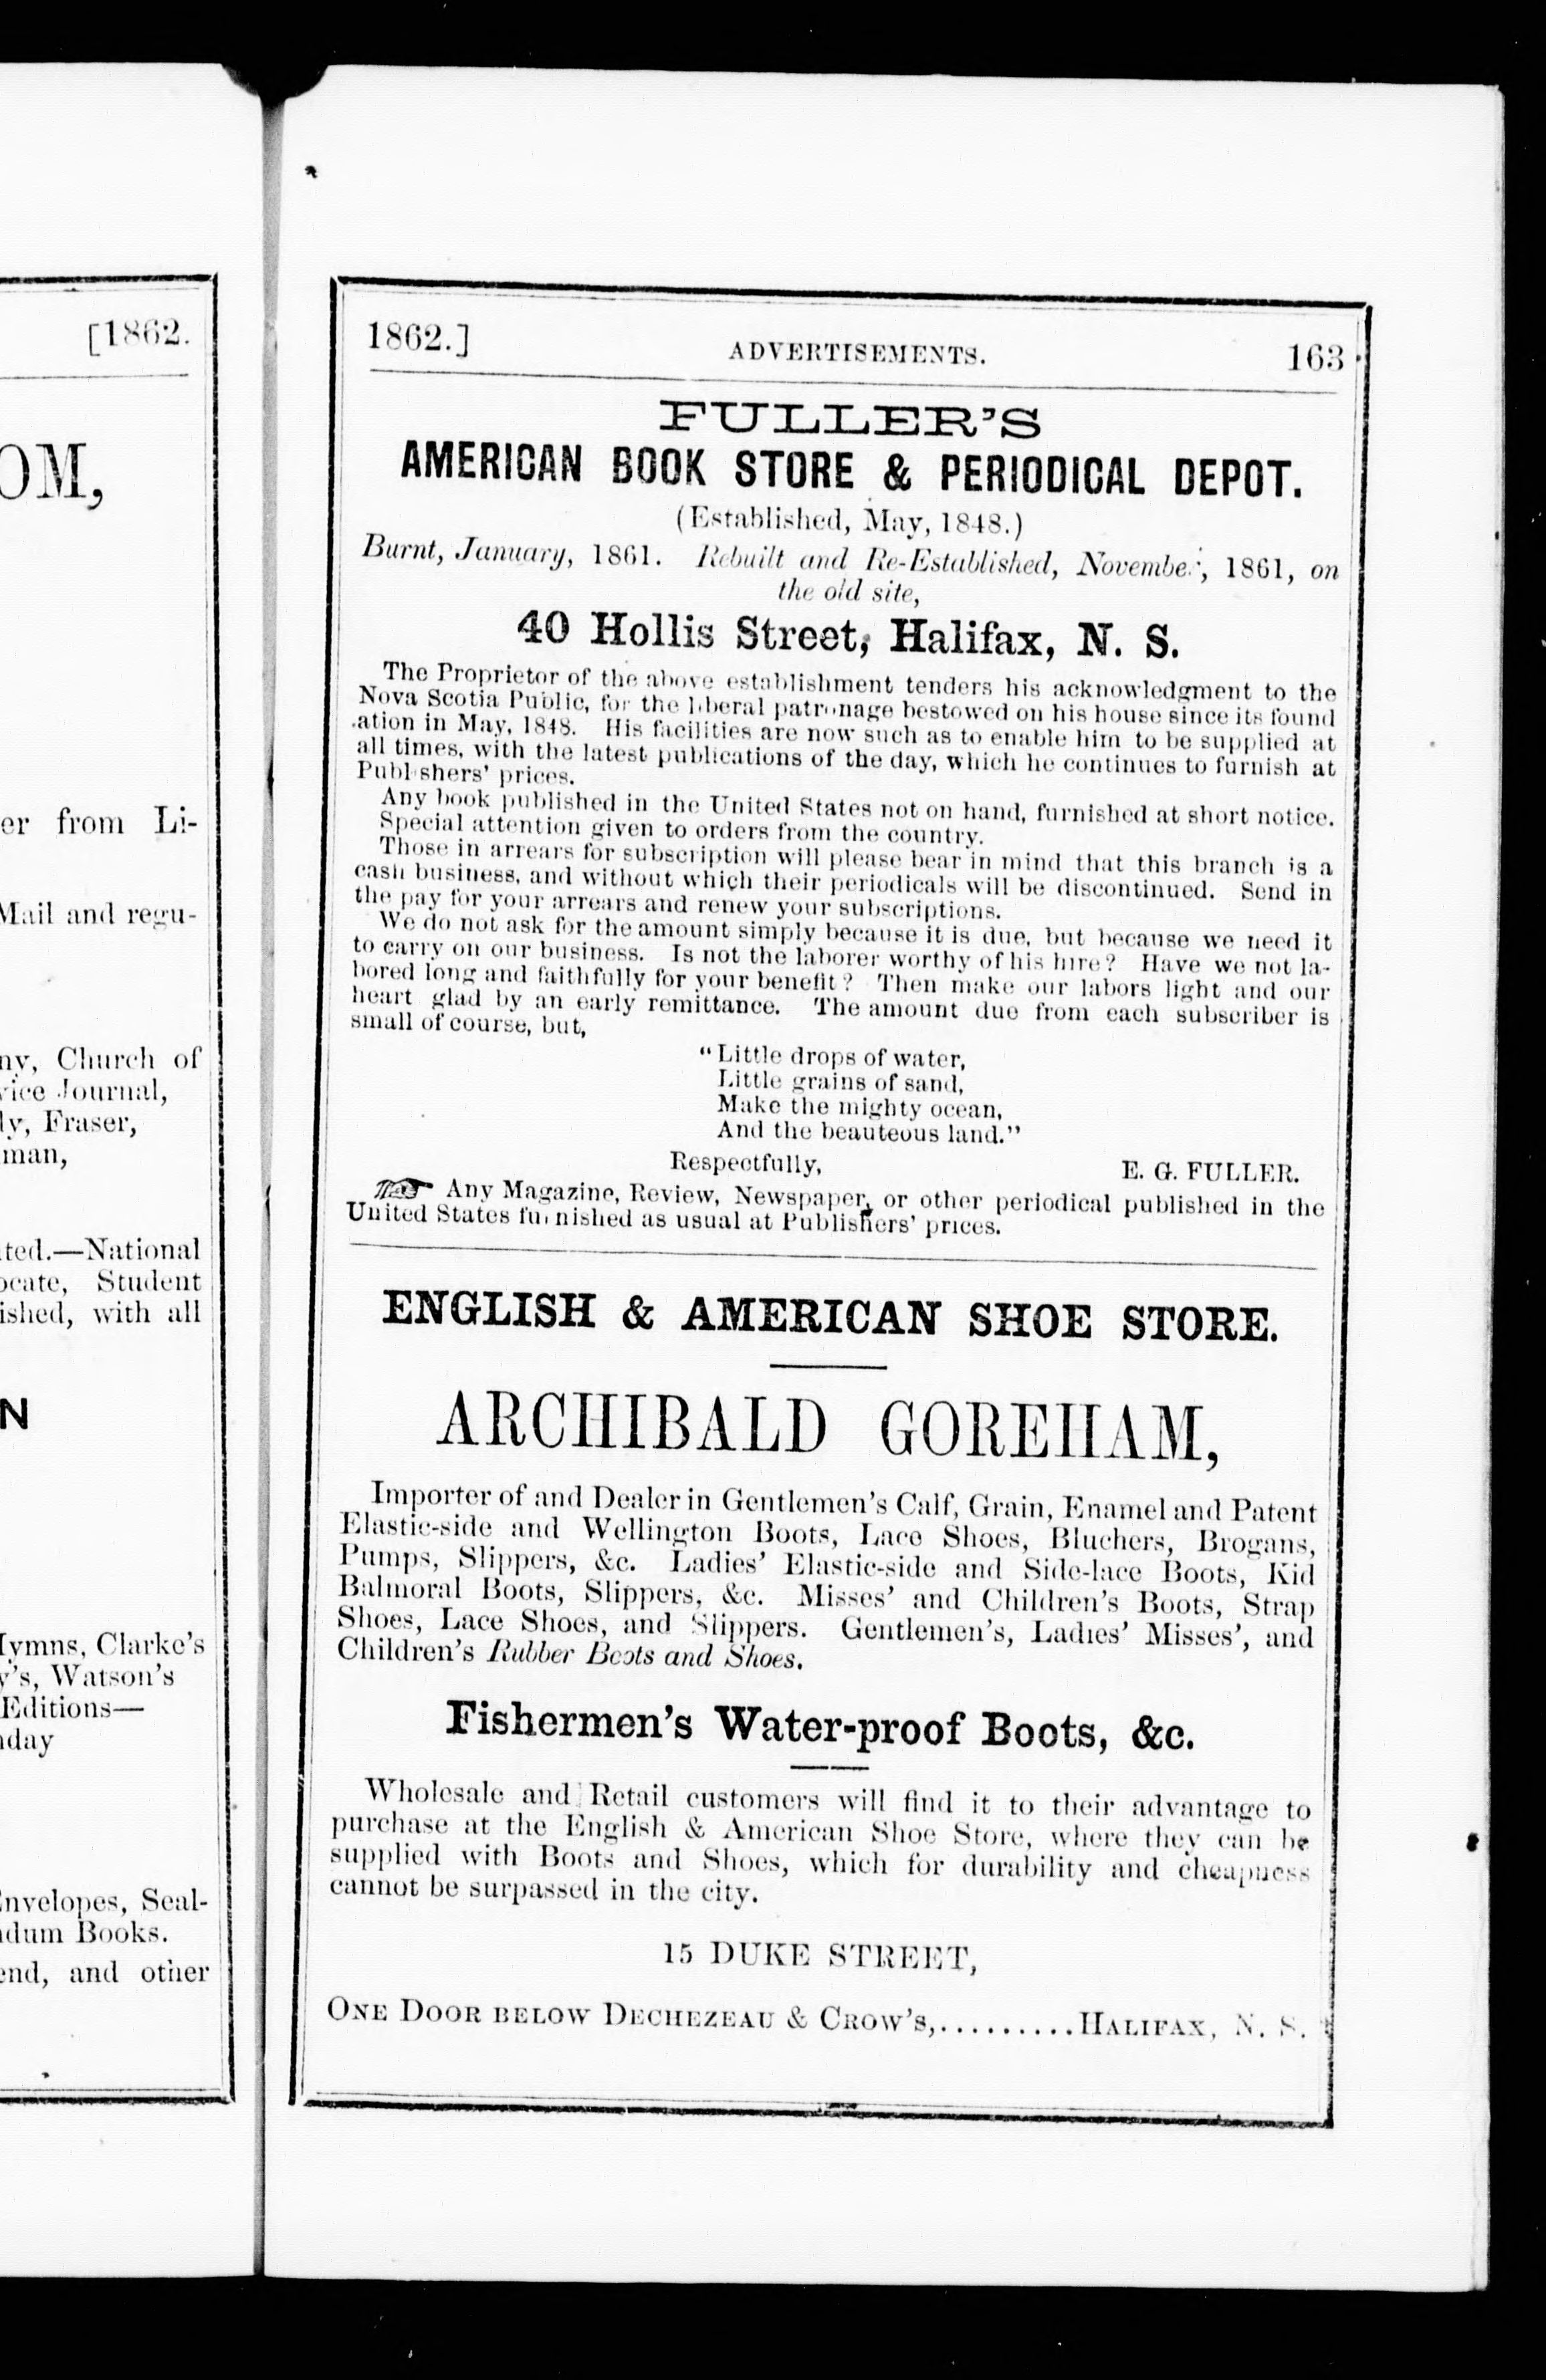 [1862.
OM,
er from Li-
Mail and regu-
ny, Church of
vice Journal,
ly, Fraser,
man,
ted.—National
ocate, Student
ished, with all
N
Hymns, Clarke's
y's, Watson's
Editions—
day
Envelopes, Seal-
dum Books.
end, and other
1862.] ADVERTISEMENTS. 163
FULLER'S
AMERICAN BOOK STORE & PERIODICAL DEPOT.
(Established, May, 1848.)
Burnt, January, 1861. Rebuilt and Re-Established, November, 1861, on
the old site,
40 Hollis Street, Halifax, N. S.
The Proprietor of the above establishment tenders his acknowledgment to the
Nova Scotia Public, for the liberal patronage bestowed on his house since its found
ation in May, 1848. His facilities are now such as to enable him to be supplied at
all times, with the latest publications of the day, which he continues to furnish at
Publishers' prices.
Any book published in the United States not on hand, furnished at short notice.
Special attention given to orders from the country.
Those in arrears for subscription will please bear in mind that this branch is a
cash business, and without which their periodicals will be discontinued. Send in
the pay for your arrears and renew your subscriptions.
We do not ask for the amount simply because it is due, but because we need it
to carry on our business. Is not the laborer worthy of his hire? Have we not la-
bored long and faithfully for your benefit? Then make our labors light and our
heart glad by an early remittance. The amount due from each subscriber is
small of course, but,
"Little drops of water,
Little grains of sand,
Make the mighty ocean,
And the beauteous land."
Respectfully, E. G. FULLER.
☞ Any Magazine, Review, Newspaper, or other periodical published in the
United States furnished as usual at Publishers' prices.
ENGLISH & AMERICAN SHOE STORE.
ARCHIBALD GOREHAM,
Importer of and Dealer in Gentlemen's Calf, Grain, Enamel and Patent
Elastic-side and Wellington Boots, Lace Shoes, Bluchers, Brogans,
Pumps, Slippers, &c. Ladies' Elastic-side and Side-lace Boots, Kid
Balmoral Boots, Slippers, &c. Misses' and Children's Boots, Strap
Shoes, Lace Shoes, and Slippers. Gentlemen's, Ladies' Misses', and
Children's Rubber Boots and Shoes.
Fishermen's Water-proof Boots, &c.
Wholesale and Retail customers will find it to their advantage to
purchase at the English & American Shoe Store, where they can be
supplied with Boots and Shoes, which for durability and cheapness
cannot be surpassed in the city.
15 DUKE STREET,
ONE DOOR BELOW DECHEZEAU & CROW'S,.........HALIFAX, N. S.